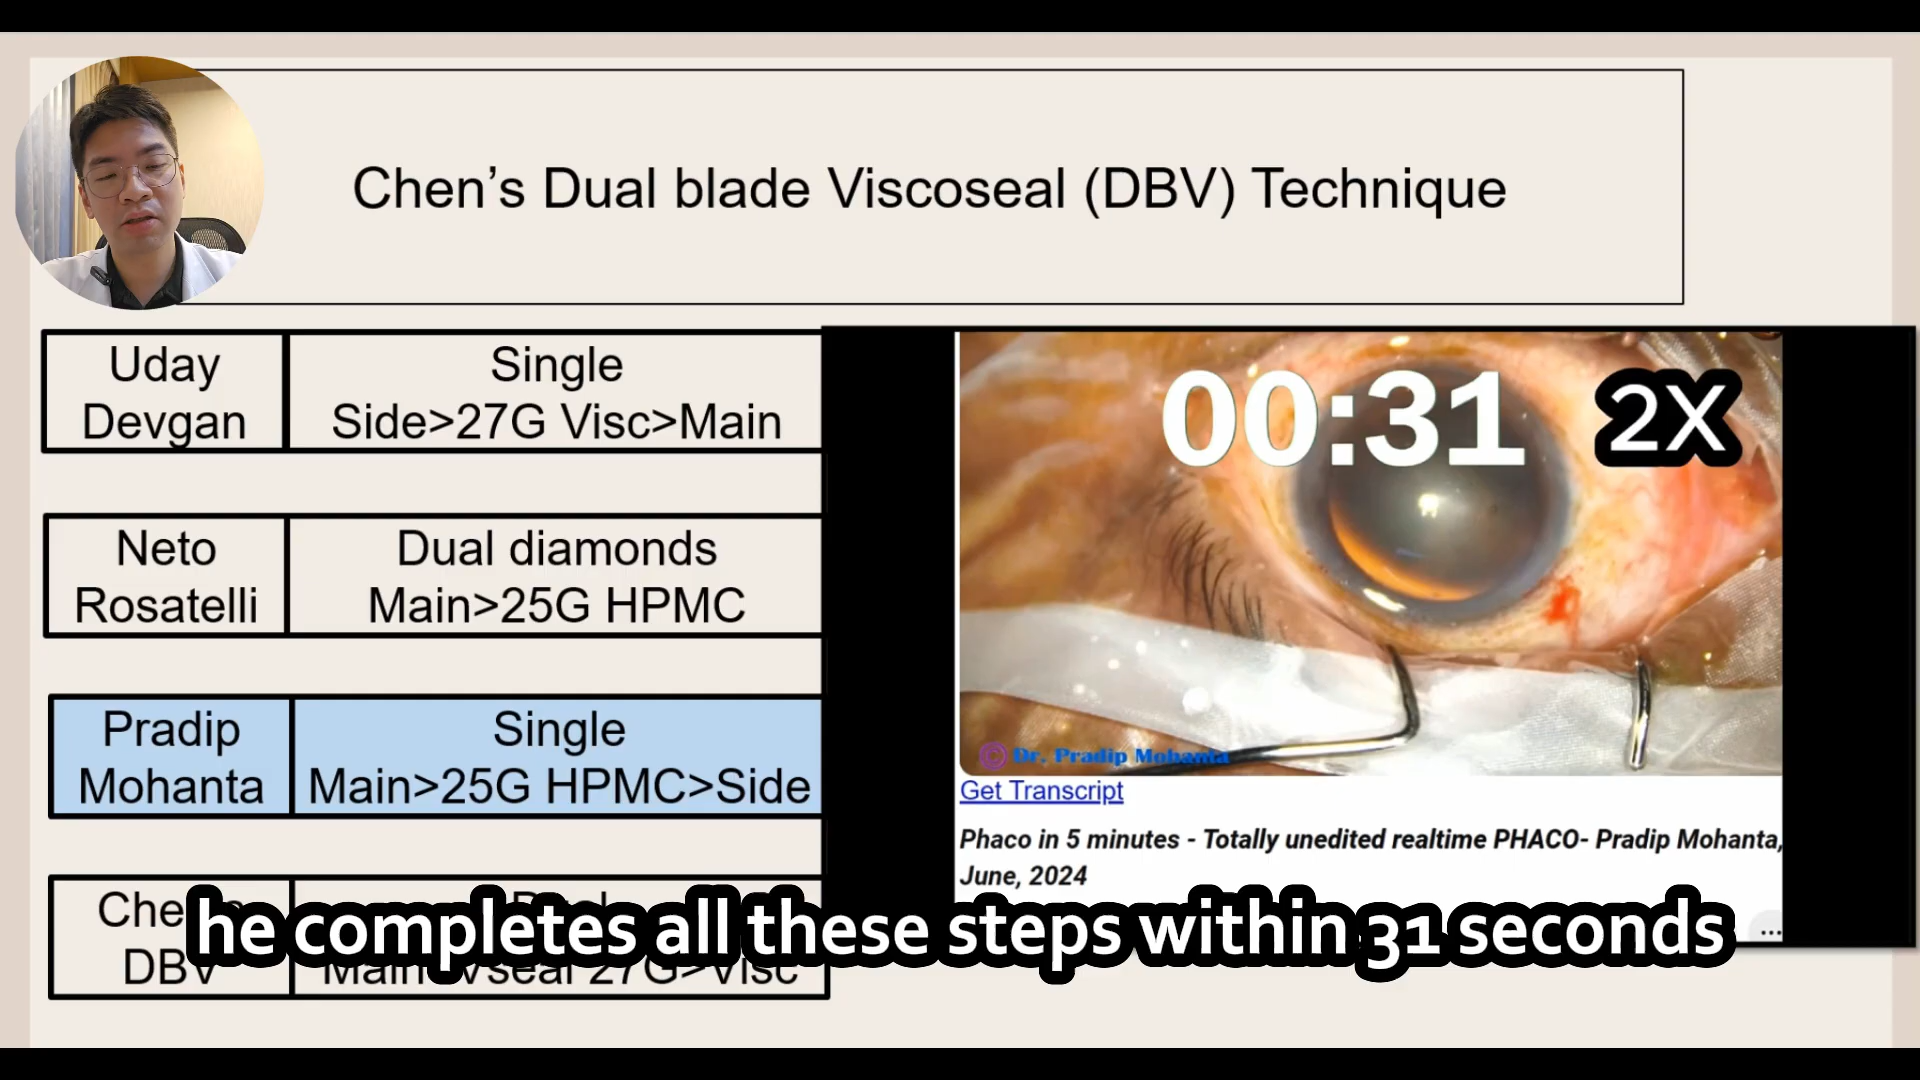 Chen’s Dual blade Viscoseal (DBV) Technique
Uday
Devgan
Single
Side>27G Visc>Main
Neto
Rosatelli
Dual diamonds
Main>25G HPMC
Pradip
Mohanta
Single
Main>25G HPMC>Side
DBV
27G>Visc
00:31 2X
© Dr. Pradip Mohanta
Get Transcript
Phaco in 5 minutes - Totally unedited realtime PHACO- Pradip Mohanta,
June, 2024
...
he completes all these steps within 31 seconds